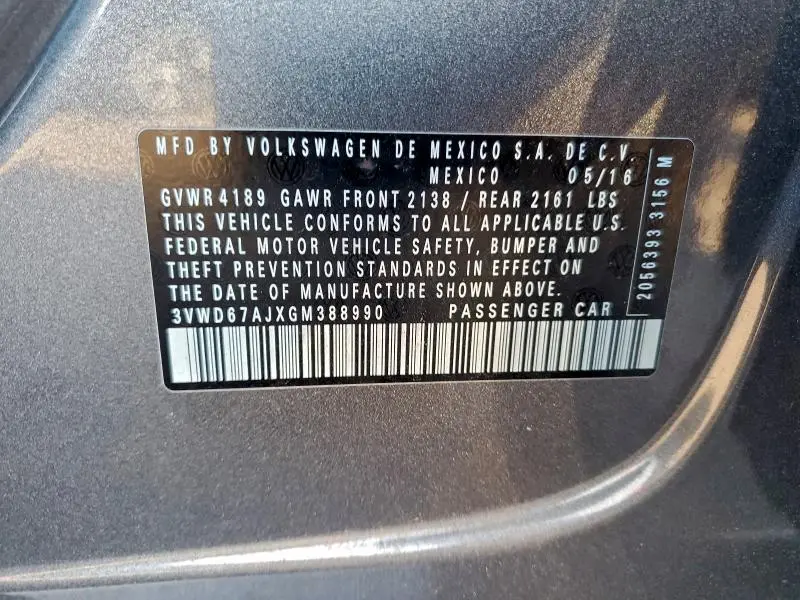 MFD BY VOLKSWAGEN DE MEXICO S.A. DE C.V.
MEXICO 05/16
GVWR 4189 GAWR FRONT 2138 / REAR 2161 LBS
THIS VEHICLE CONFORMS TO ALL APPLICABLE U.S.
FEDERAL MOTOR VEHICLE SAFETY, BUMPER AND
THEFT PREVENTION STANDARDS IN EFFECT ON
THE DATE OF MANUFACTURE SHOWN ABOVE.
3VWD67AJXGM388990 PASSENGER CAR
2056393 3156 M